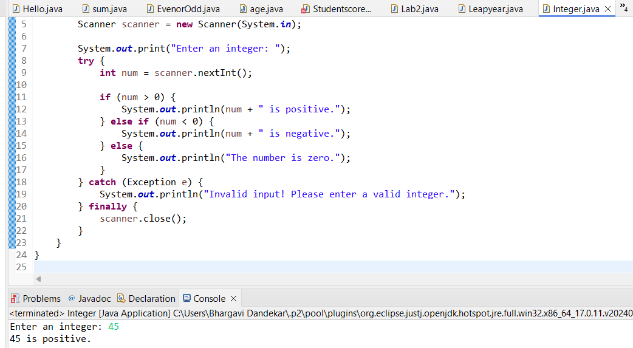 Hello.java sum.java EvenorOdd.java age.java Studentscore... Lab2.java Leapyear.java Integer.java
5 Scanner scanner = new Scanner(System.in);
6
7 System.out.print("Enter an integer: ");
8 try {
9 int num = scanner.nextInt();
10
11 if (num > 0) {
12 System.out.println(num + " is positive.");
13 } else if (num < 0) {
14 System.out.println(num + " is negative.");
15 } else {
16 System.out.println("The number is zero.");
17 }
18 } catch (Exception e) {
19 System.out.println("Invalid input! Please enter a valid integer.");
20 } finally {
21 scanner.close();
22 }
23 }
24 }
25
Problems Javadoc Declaration Console
<terminated> Integer [Java Application] C:\Users\Bhargavi Dandekar\.p2\pool\plugins\org.eclipse.justj.openjdk.hotspot.jre.full.win32.x86_64_17.0.11.v20240
Enter an integer: 45
45 is positive.